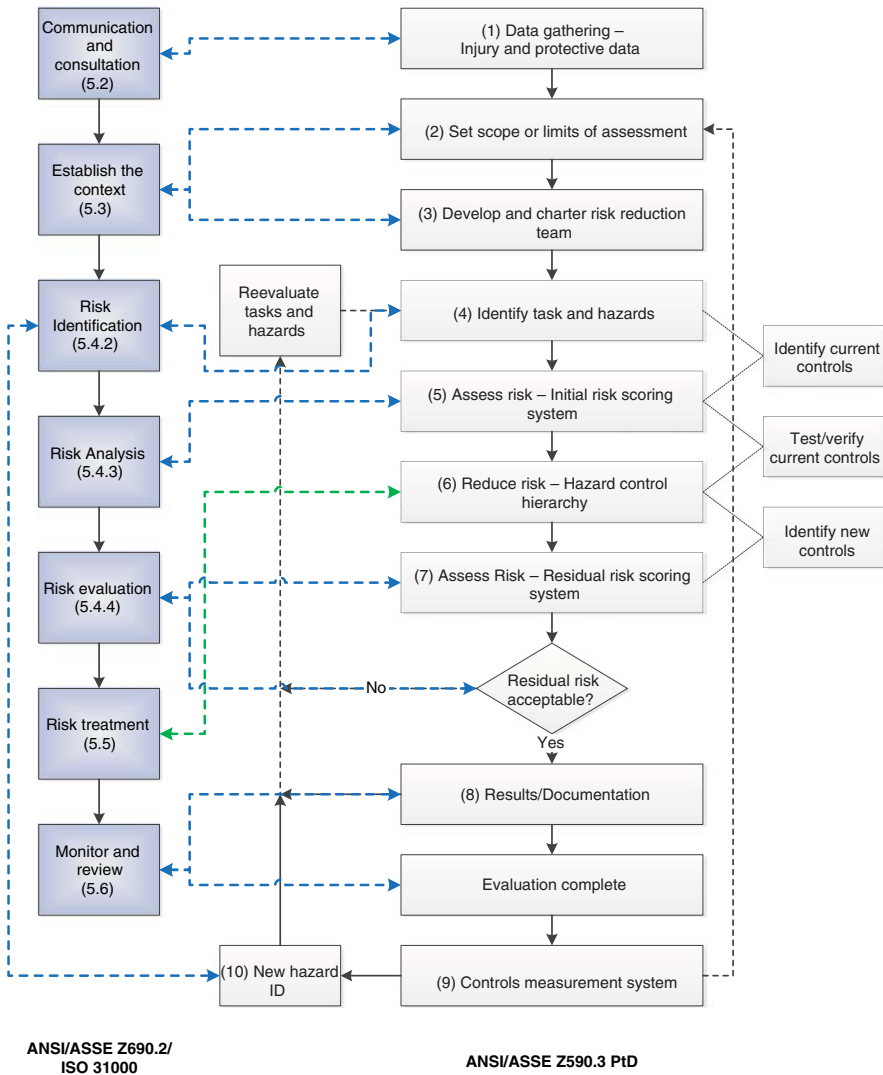 Communication
and
consultation
(5.2)
(1) Data gathering –
Injury and protective data
(2) Set scope or limits of assessment
Establish the
context
(5.3)
(3) Develop and charter risk reduction
team
Risk
Identification
(5.4.2)
Reevaluate
tasks and
hazards
(4) Identify task and hazards
Identify current
controls
(5) Assess risk – Initial risk scoring
system
Risk Analysis
(5.4.3)
Test/verify
current controls
(6) Reduce risk – Hazard control
hierarchy
Identify new
controls
Risk evaluation
(5.4.4)
(7) Assess Risk – Residual risk scoring
system
No
Residual risk
acceptable?
Yes
Risk treatment
(5.5)
(8) Results/Documentation
Monitor and
review
(5.6)
Evaluation complete
(10) New hazard
ID
(9) Controls measurement system
ANSI/ASSE Z690.2/
ISO 31000
ANSI/ASSE Z590.3 PtD